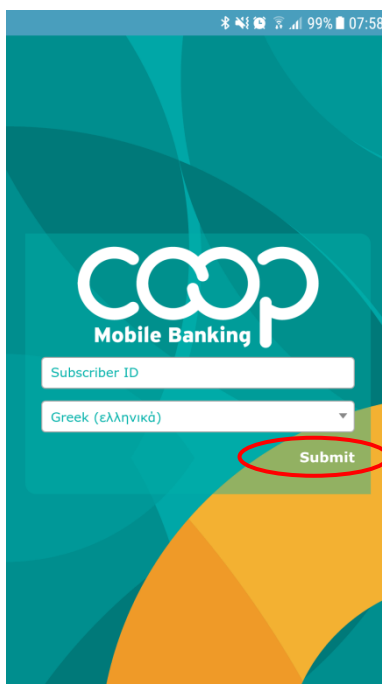 99% 07:58
coop
Mobile Banking
Subscriber ID
Greek (ελληνικά)
Submit